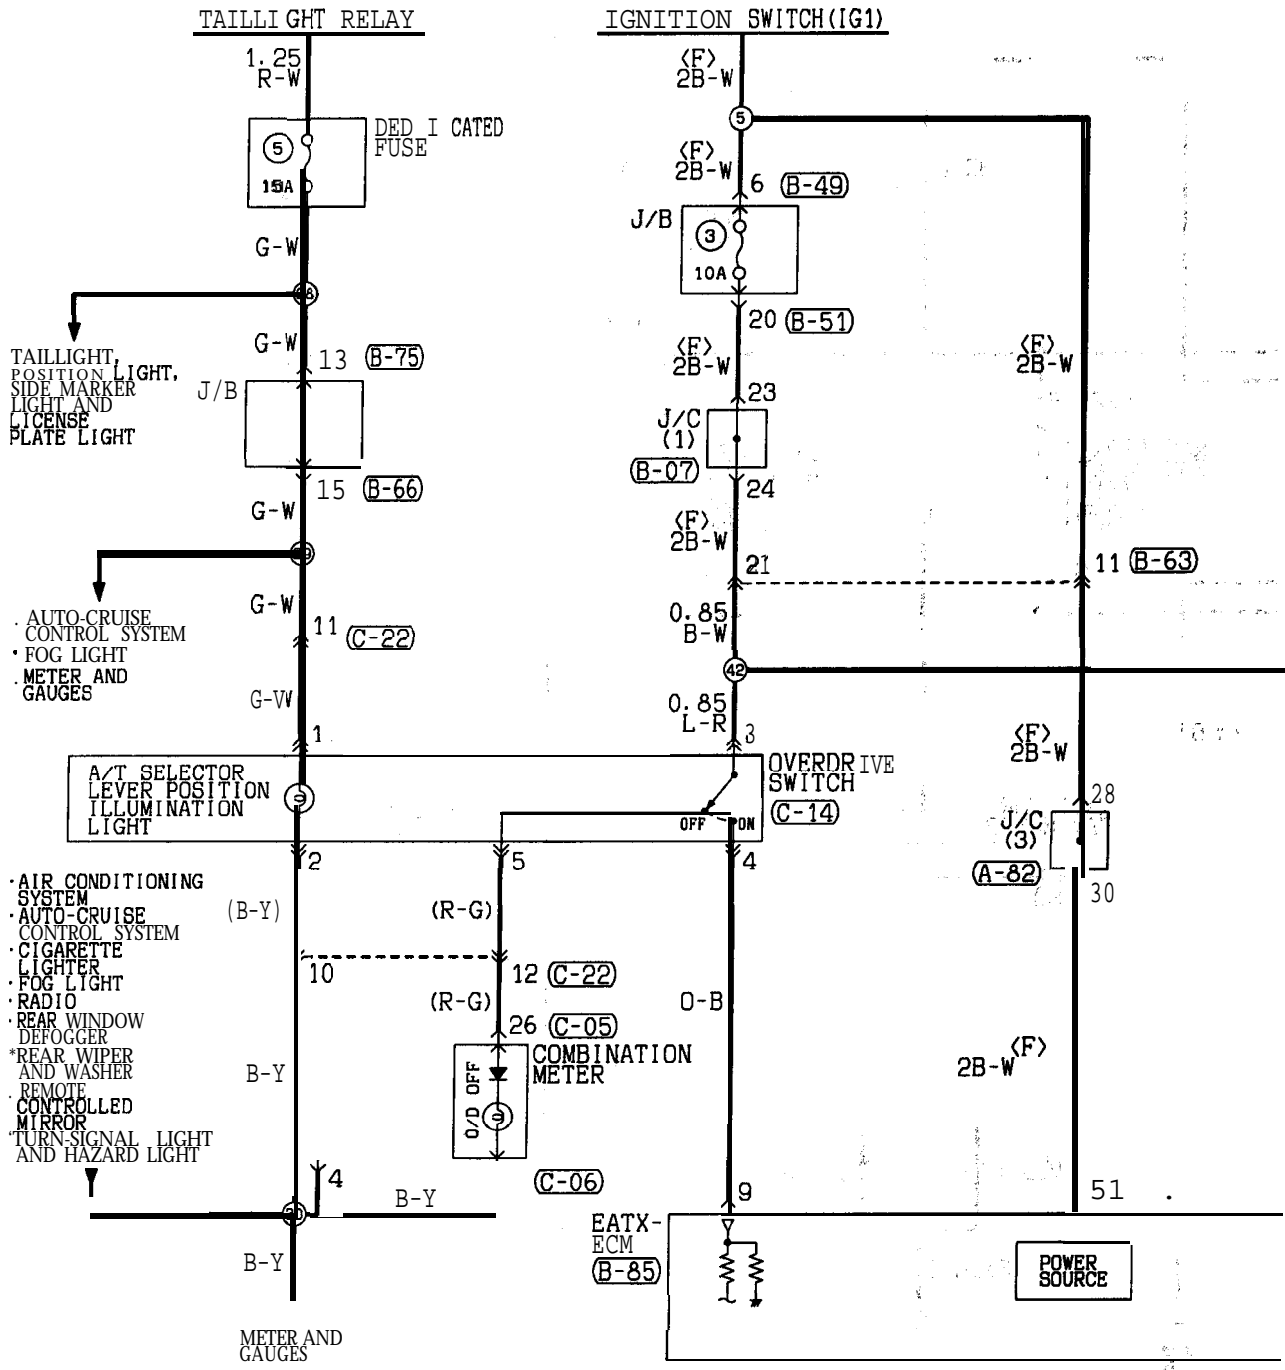 TAILLIGHT RELAY
IGNITION SWITCH(IG1)
1.25
R-W
<F>
2B-W
5
DEDICATED
FUSE
5
<F>
2B-W
6
B-49
J/B
3
10A
G-W
20
B-51
G-W
13
B-75
<F>
2B-W
<F>
2B-W
TAILLIGHT,
POSITION LIGHT,
SIDE MARKER
LIGHT AND
LICENSE
PLATE LIGHT
J/B
23
J/C
(1)
B-07
24
15
B-66
G-W
<F>
2B-W
21
11
B-63
G-W
0.85
B-W
· AUTO-CRUISE
CONTROL SYSTEM
· FOG LIGHT
· METER AND
GAUGES
11
C-22
42
G-W
0.85
L-R
<F>
2B-W
1
3
A/T SELECTOR
LEVER POSITION
ILLUMINATION
LIGHT
OVERDRIVE
SWITCH
C-14
OFF
ON
28
J/C
(3)
A-82
30
2
5
4
·AIR CONDITIONING
SYSTEM
·AUTO-CRUISE
CONTROL SYSTEM
·CIGARETTE
LIGHTER
·FOG LIGHT
·RADIO
·REAR WINDOW
DEFOGGER
*REAR WIPER
AND WASHER
. REMOTE
CONTROLLED
MIRROR
'TURN-SIGNAL LIGHT
AND HAZARD LIGHT
(B-Y)
(R-G)
10
12
C-22
(R-G)
O-B
26
C-05
B-Y
O/D OFF
COMBINATION
METER
<F>
2B-W
4
B-Y
C-06
9
51
B-Y
EATX-
ECM
B-85
POWER
SOURCE
METER AND
GAUGES